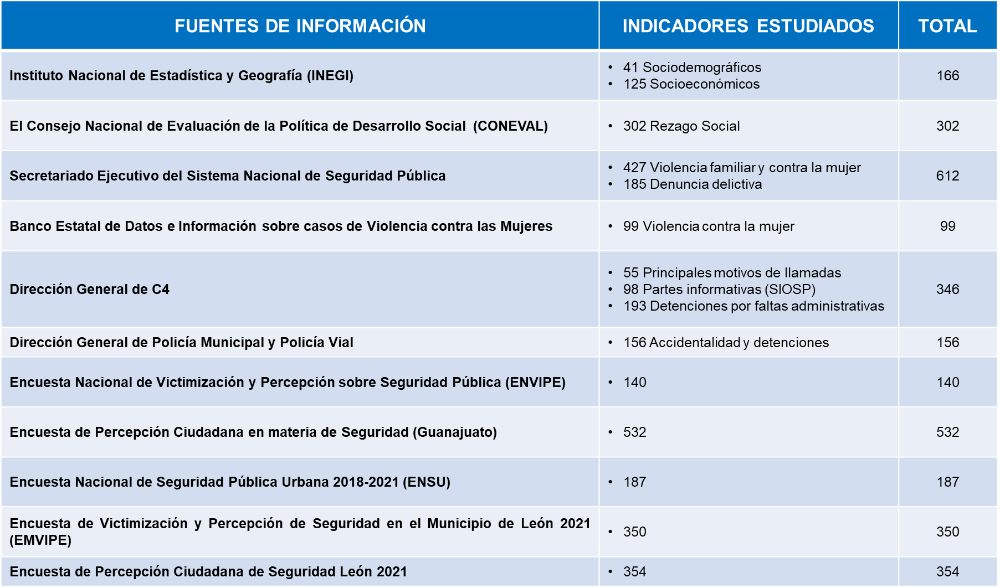 FUENTES DE INFORMACIÓN
INDICADORES ESTUDIADOS
TOTAL
Instituto Nacional de Estadística y Geografía (INEGI)
• 41 Sociodemográficos
• 125 Socioeconómicos
166
El Consejo Nacional de Evaluación de la Política de Desarrollo Social (CONEVAL)
• 302 Rezago Social
302
Secretariado Ejecutivo del Sistema Nacional de Seguridad Pública
• 427 Violencia familiar y contra la mujer
• 185 Denuncia delictiva
612
Banco Estatal de Datos e Información sobre casos de Violencia contra las Mujeres
• 99 Violencia contra la mujer
99
Dirección General de C4
• 55 Principales motivos de llamadas
• 98 Partes informativas (SIOSP)
• 193 Detenciones por faltas administrativas
346
Dirección General de Policía Municipal y Policía Vial
• 156 Accidentalidad y detenciones
156
Encuesta Nacional de Victimización y Percepción sobre Seguridad Pública (ENVIPE)
• 140
140
Encuesta de Percepción Ciudadana en materia de Seguridad (Guanajuato)
• 532
532
Encuesta Nacional de Seguridad Pública Urbana 2018-2021 (ENSU)
• 187
187
Encuesta de Victimización y Percepción de Seguridad en el Municipio de León 2021
(EMVIPE)
• 350
350
Encuesta de Percepción Ciudadana de Seguridad León 2021
• 354
354